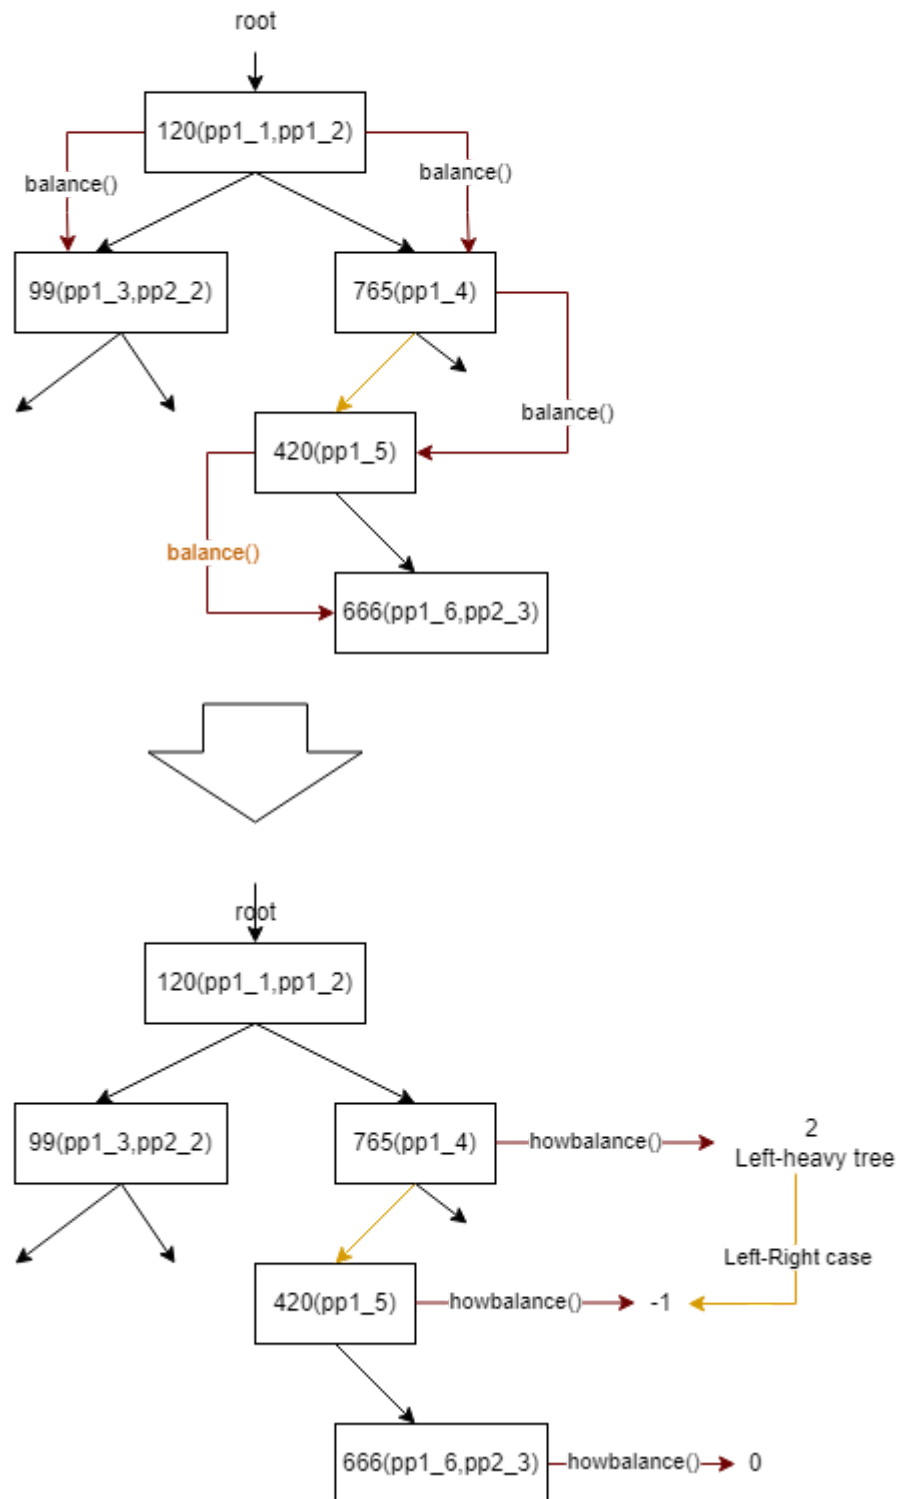 root
120(pp1_1,pp1_2)
balance()
balance()
99(pp1_3,pp2_2)
765(pp1_4)
balance()
420(pp1_5)
balance()
666(pp1_6,pp2_3)
root
120(pp1_1,pp1_2)
99(pp1_3,pp2_2)
765(pp1_4)
howbalance()
2
Left-heavy tree
Left-Right case
420(pp1_5)
howbalance()
-1
666(pp1_6,pp2_3)
howbalance()
0